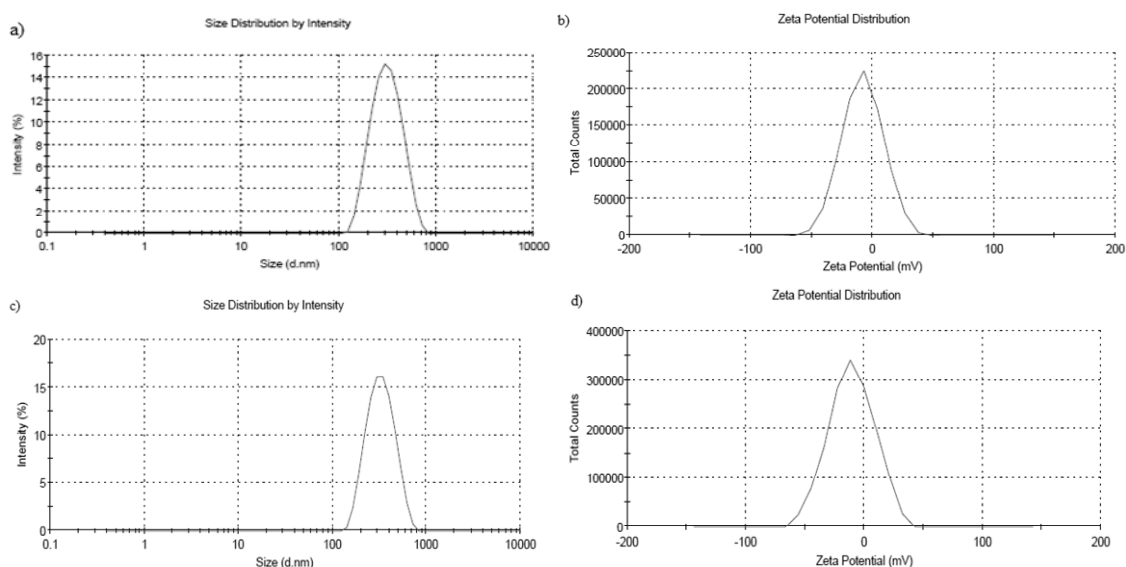 a)
Size Distribution by Intensity
Intensity (%)
16
14
12
10
8
6
4
2
0
0.1 1 10 100 1000 10000
Size (d.nm)
b)
Zeta Potential Distribution
Total Counts
250000
200000
150000
100000
50000
0
-200 -100 0 100 200
Zeta Potential (mV)
c)
Size Distribution by Intensity
Intensity (%)
20
15
10
5
0
0.1 1 10 100 1000 10000
Size (d.nm)
d)
Zeta Potential Distribution
Total Counts
400000
300000
200000
100000
0
-200 -100 0 100 200
Zeta Potential (mV)